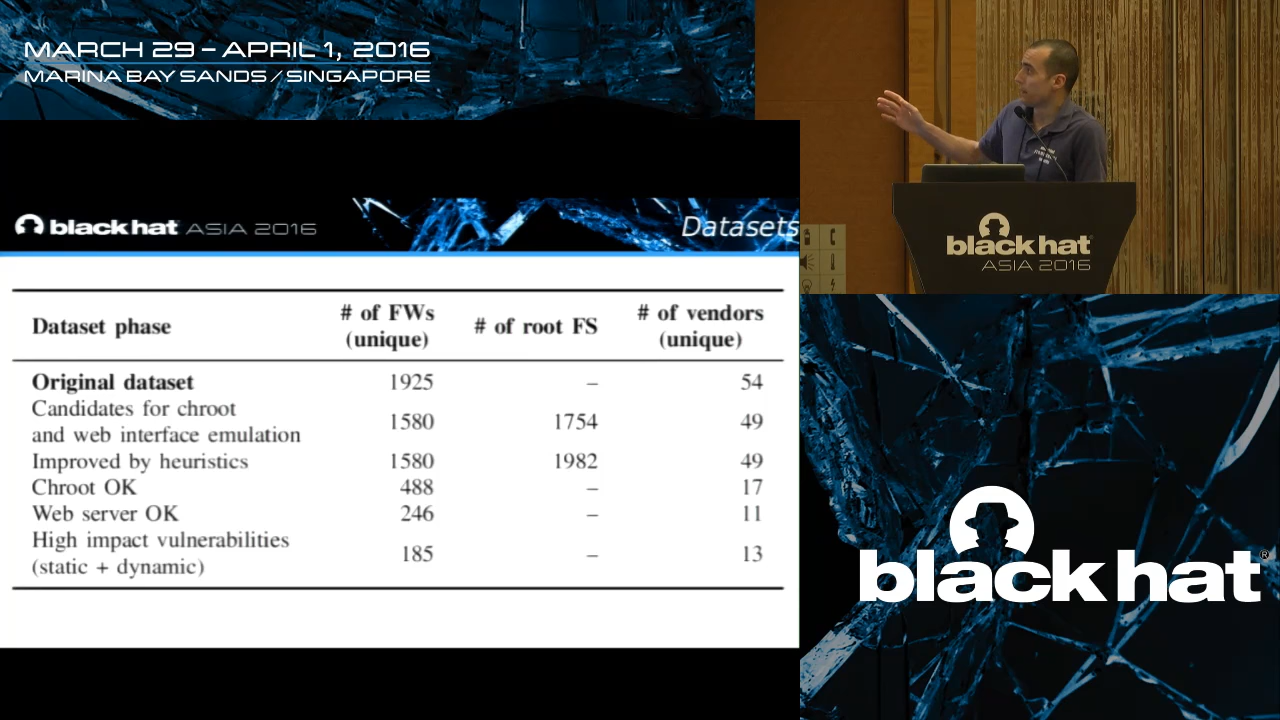 MARCH 29 – APRIL 1, 2016
MARINA BAY SANDS / SINGAPORE
black hat ASIA 2016
Datasets
Dataset phase
# of FWs
(unique)
# of root FS
# of vendors
(unique)
Original dataset 1925 – 54
Candidates for chroot
and web interface emulation 1580 1754 49
Improved by heuristics 1580 1982 49
Chroot OK 488 – 17
Web server OK 246 – 11
High impact vulnerabilities
(static + dynamic) 185 – 13
black hat
ASIA 2016
black hat®